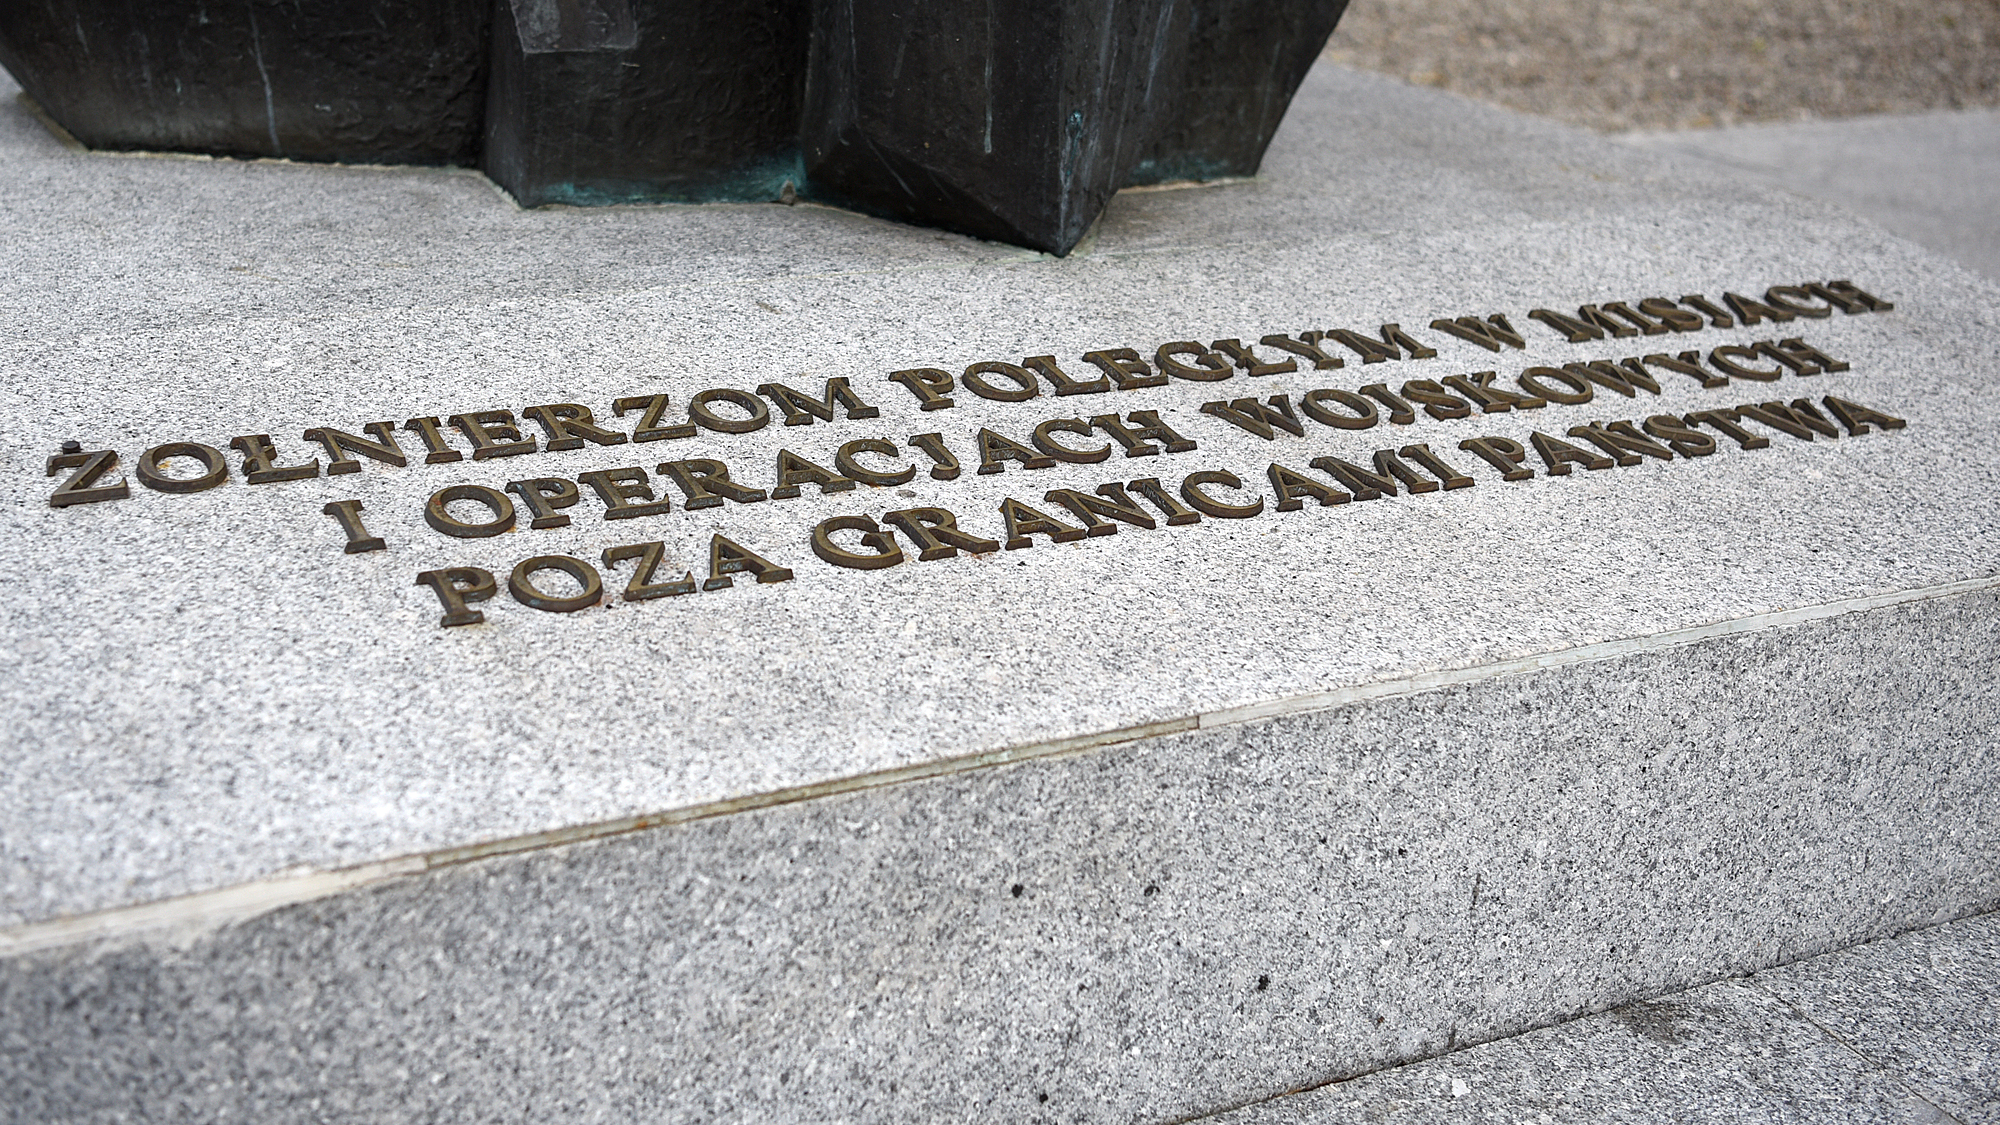 ŻOŁNIERZOM POLEGŁYM W MISJACH
I OPERACJACH WOJSKOWYCH
POZA GRANICAMI PAŃSTWA